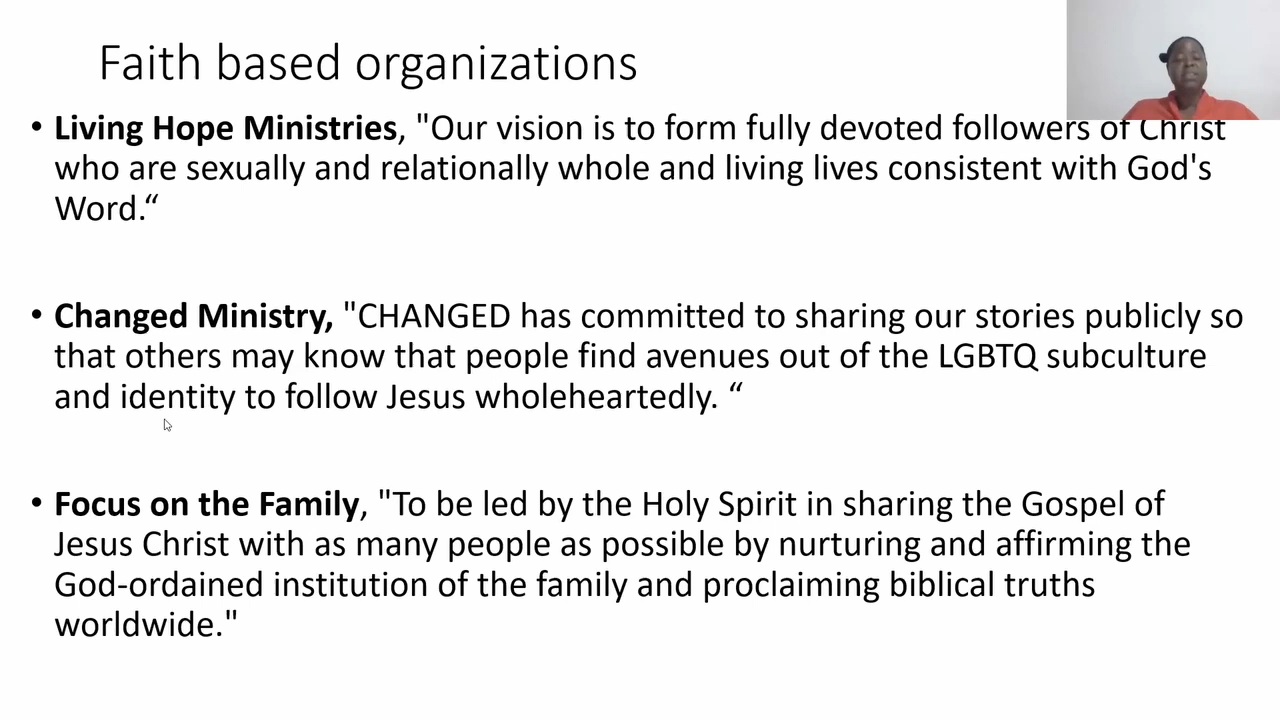 Faith based organizations
• Living Hope Ministries, "Our vision is to form fully devoted followers of Christ
who are sexually and relationally whole and living lives consistent with God's
Word.“
• Changed Ministry, "CHANGED has committed to sharing our stories publicly so
that others may know that people find avenues out of the LGBTQ subculture
and identity to follow Jesus wholeheartedly. “
• Focus on the Family, "To be led by the Holy Spirit in sharing the Gospel of
Jesus Christ with as many people as possible by nurturing and affirming the
God-ordained institution of the family and proclaiming biblical truths
worldwide."